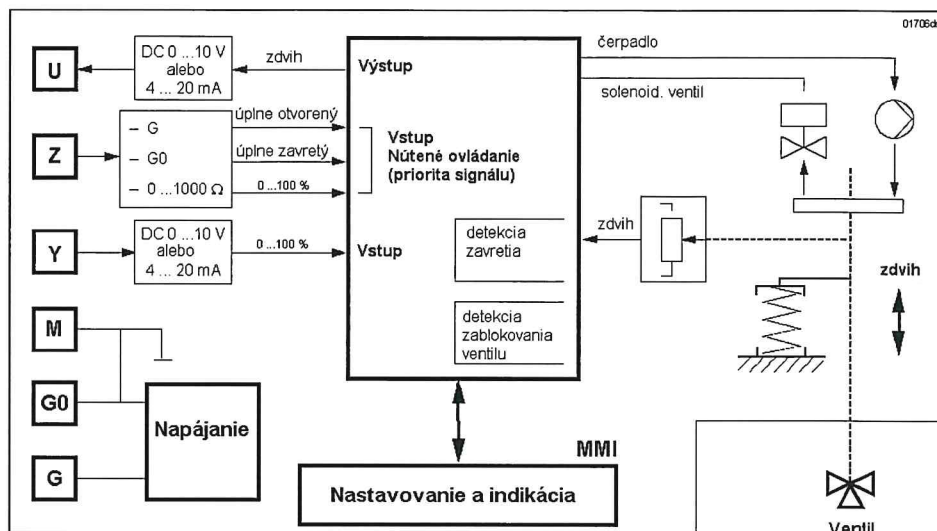 01706d
DC 0 ...10 V
alebo
4 ... 20 mA
U
zdvih
Výstup
čerpadlo
solenoid. ventil
Z
– G
– G0
– 0 ...1000 Ω
úplne otvorený
úplne zavretý
0 ...100 %
Vstup
Nútené ovládanie
(priorita signálu)
Y
DC 0 ...10 V
alebo
4 ... 20 mA
0 ...100 %
Vstup
detekcia
zavretia
zdvih
zdvih
detekcia
zablokovania
ventilu
M
G0
G
Napájanie
MMI
Nastavovanie a indikácia
Ventil